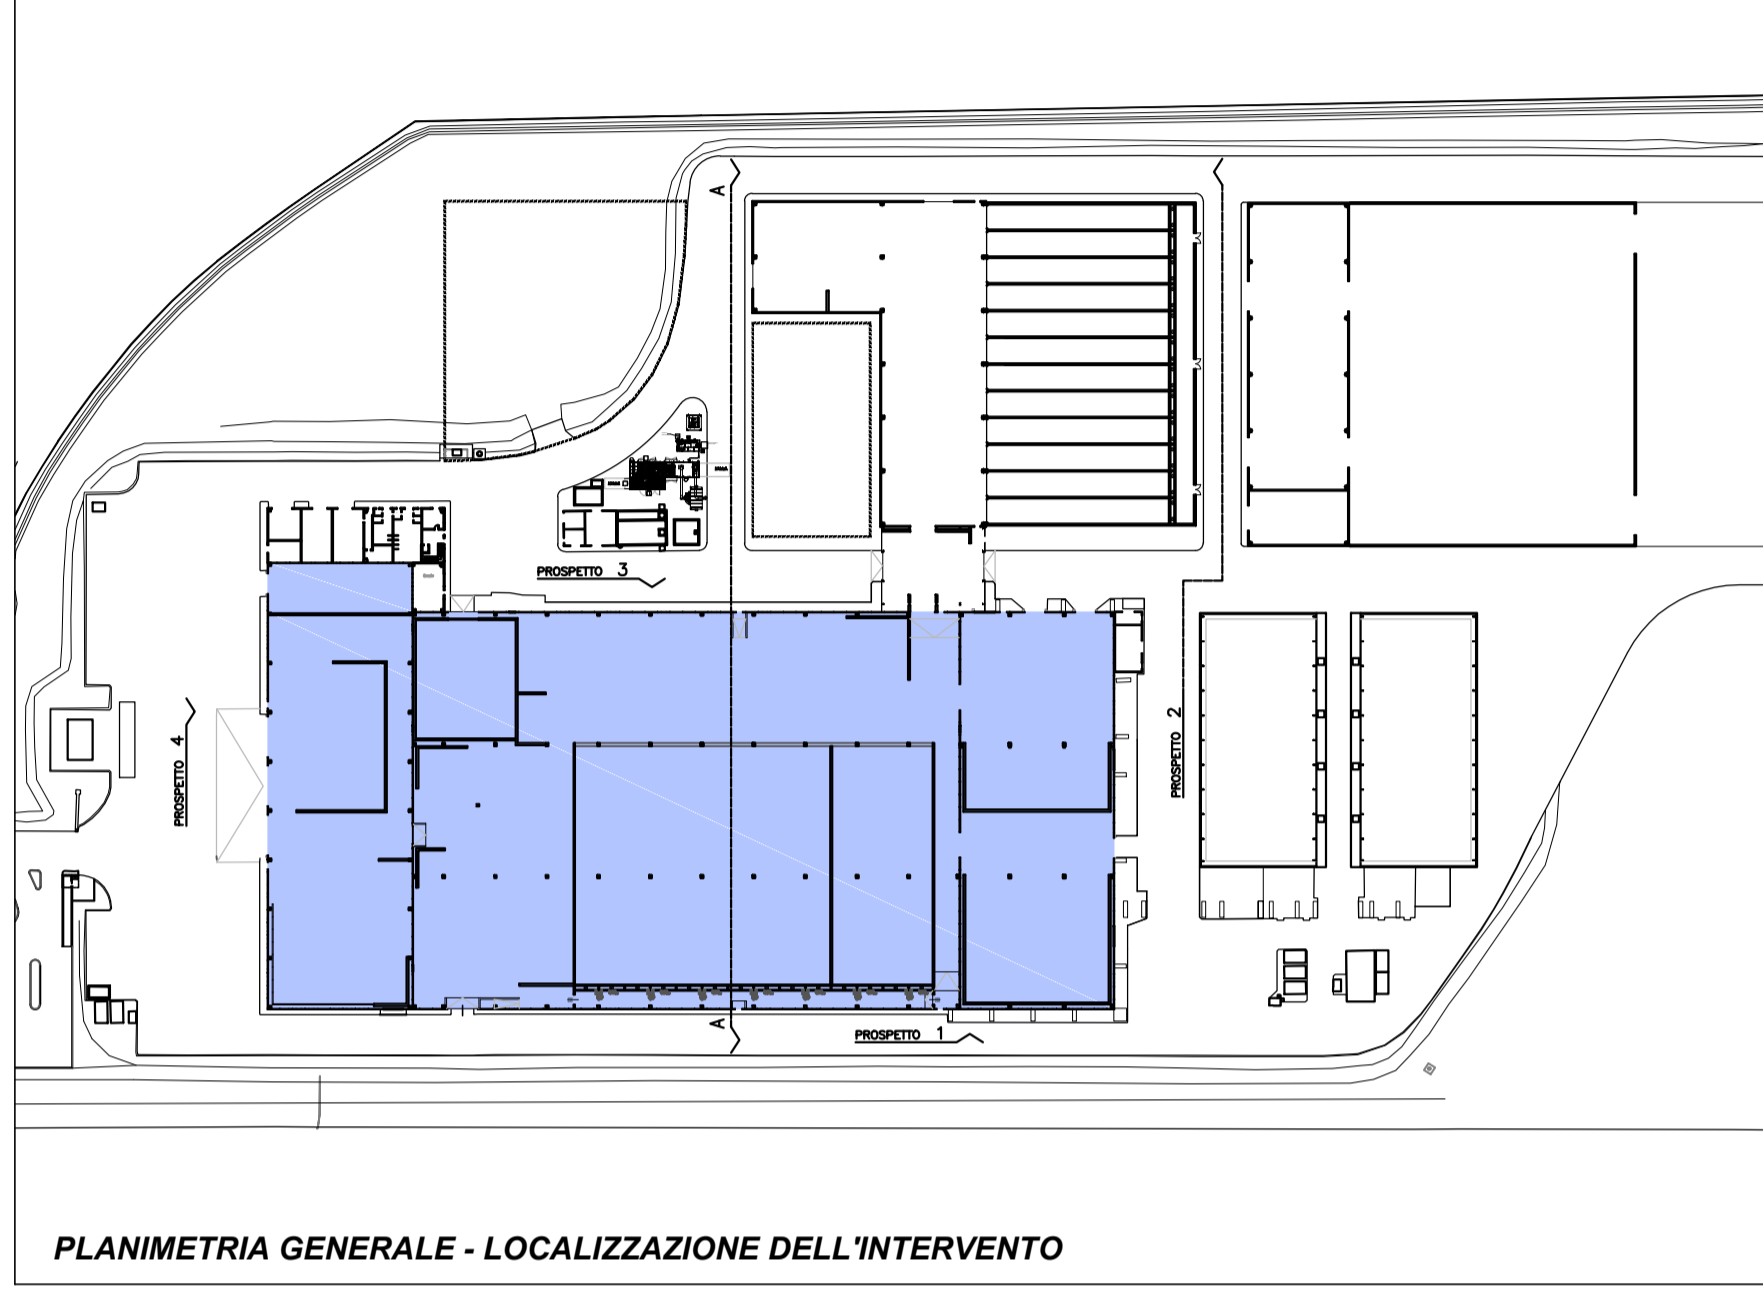 A
PROSPETTO 3
PROSPETTO 2
PROSPETTO 4
A
PROSPETTO 1
PLANIMETRIA GENERALE - LOCALIZZAZIONE DELL'INTERVENTO